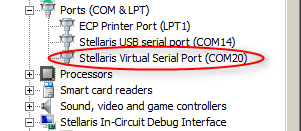 Ports (COM & LPT)
ECP Printer Port (LPT1)
Stellaris USB serial port (COM14)
Stellaris Virtual Serial Port (COM20)
Processors
Smart card readers
Sound, video and game controllers
Stellaris In-Circuit Debug Interface